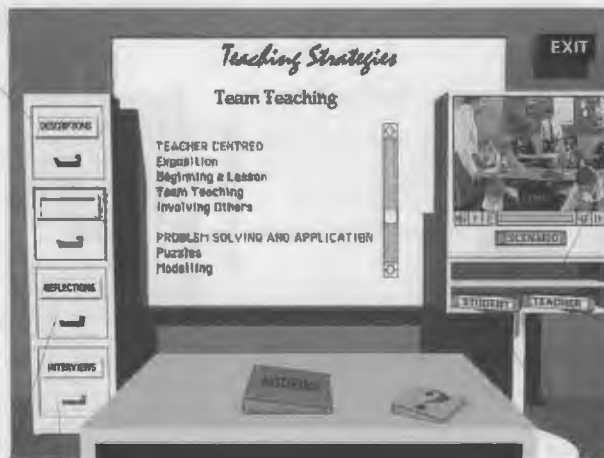 Teaching Strategies
EXIT
Team Teaching
DESCRIPTIONS
TEACHER CENTRED
Exposition
Beginning a Lesson
Team Teaching
Involving Others
PROBLEM SOLVING AND APPLICATION
Puzzles
Modelling
SCENARIO
REFLECTIONS
STUDENT
TEACHER
INTERVIEWS
?